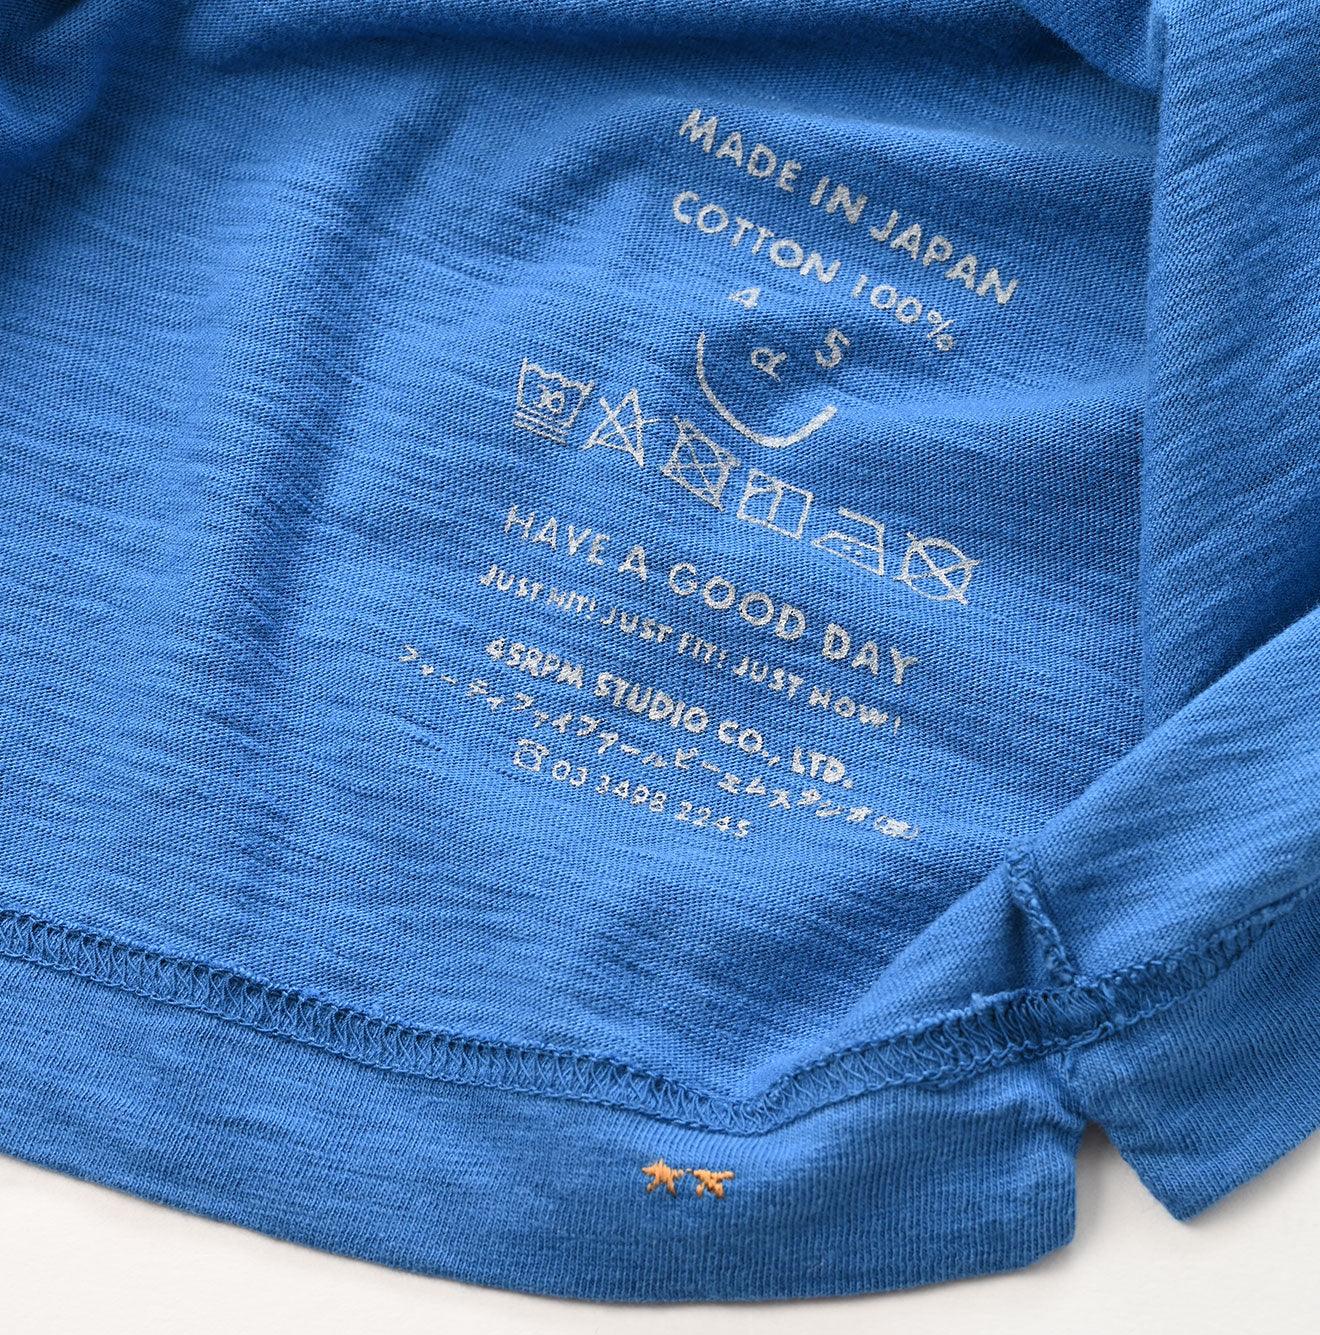 MADE IN JAPAN
COTTON 100%
4 5
R
30
HAVE A GOOD DAY
JUST HIT! JUST FIT! JUST NOW!
45RPM STUDIO CO., LTD.
フォーティファイブアールピーエムスタジオ(株)
☎ 03 3498 2245